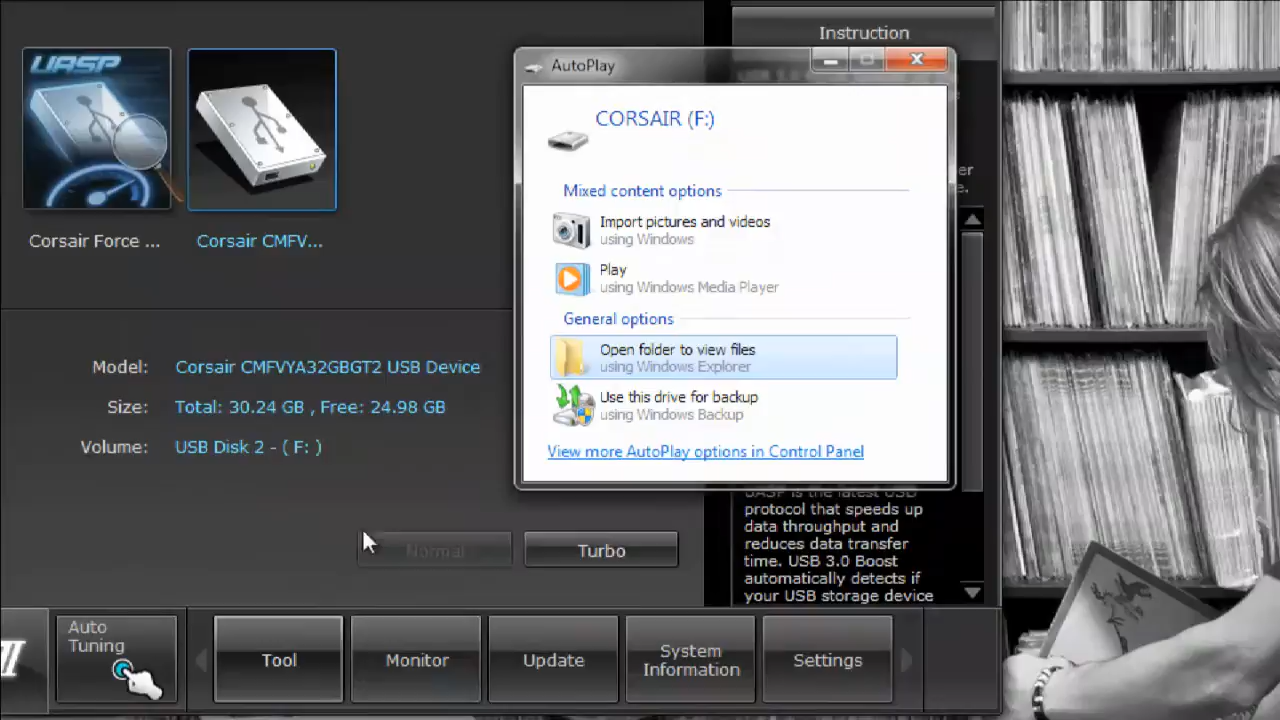 UASP
Corsair Force ...
Corsair CMFV...
Model: Corsair CMFVYA32GBGT2 USB Device
Size: Total: 30.24 GB , Free: 24.98 GB
Volume: USB Disk 2 - ( F: )
Normal
Turbo
AutoPlay
CORSAIR (F:)
Mixed content options
Import pictures and videos
using Windows
Play
using Windows Media Player
General options
Open folder to view files
using Windows Explorer
Use this drive for backup
using Windows Backup
View more AutoPlay options in Control Panel
Instruction
UASP is the latest USB
protocol that speeds up
data throughput and
reduces data transfer
time. USB 3.0 Boost
automatically detects if
your USB storage device
Auto
Tuning
Tool
Monitor
Update
System
Information
Settings